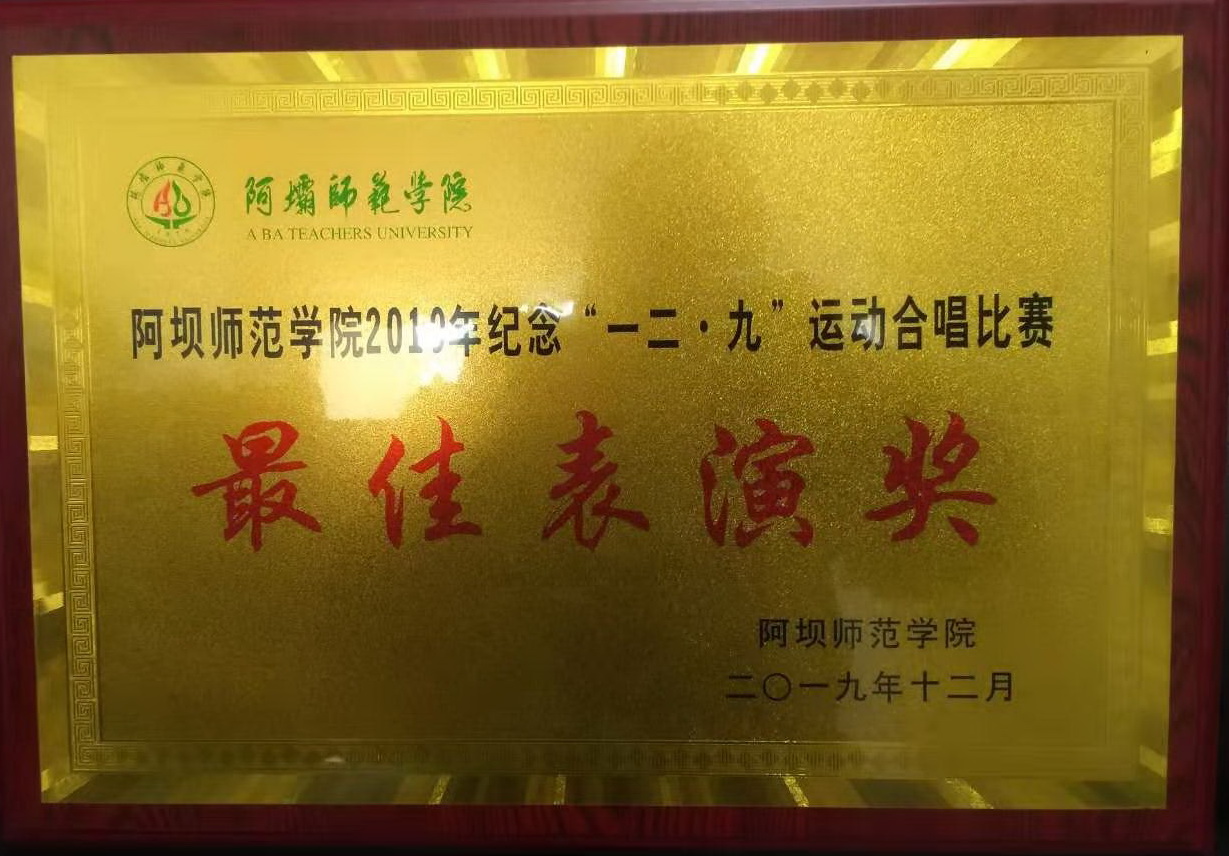 阿壩師範学院
A BA TEACHERS UNIVERSITY
阿坝师范学院2019年纪念“一二·九”运动合唱比赛
最佳表演奖
阿坝师范学院
二〇一九年十二月